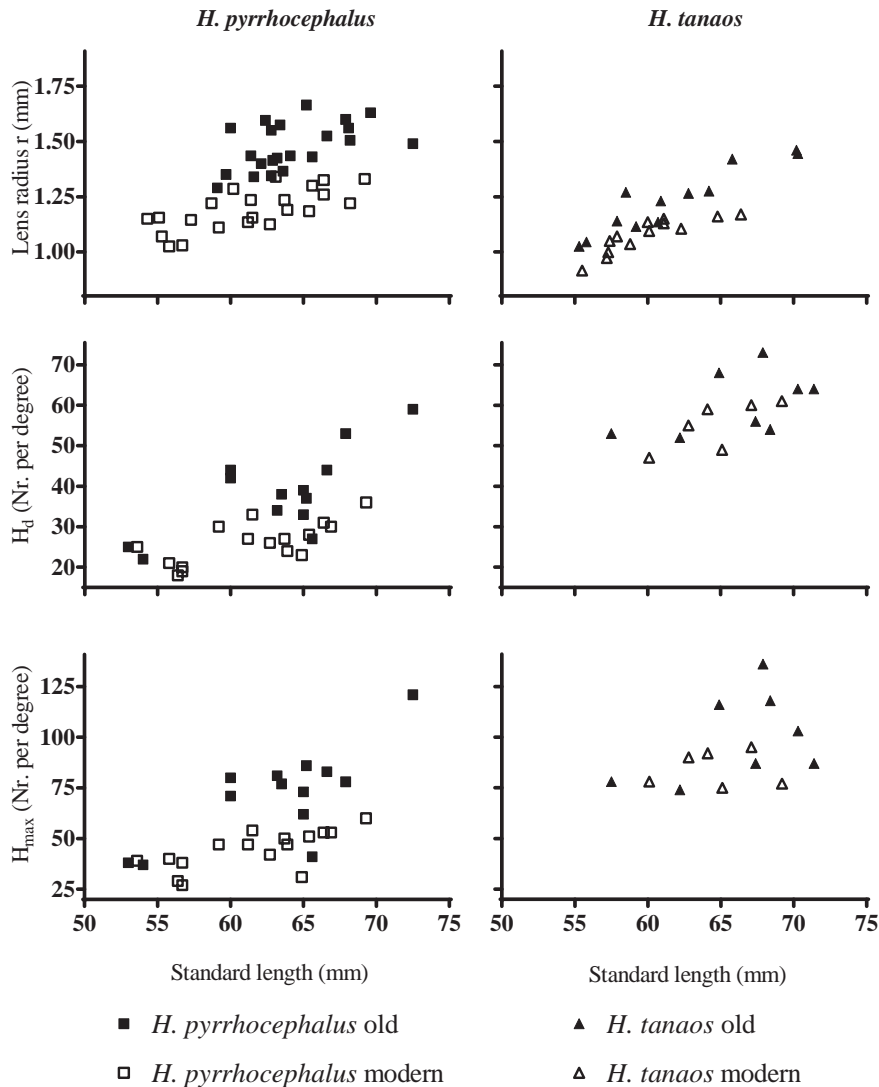 H. pyrrhocephalus
H. tanaos
Lens radius r (mm)
1.75
1.50
1.25
1.00
H_d (Nr. per degree)
70
60
50
40
30
20
H_max (Nr. per degree)
125
100
75
50
25
50 55 60 65 70 75
50 55 60 65 70 75
Standard length (mm)
Standard length (mm)
H. pyrrhocephalus old
H. tanaos old
H. pyrrhocephalus modern
H. tanaos modern